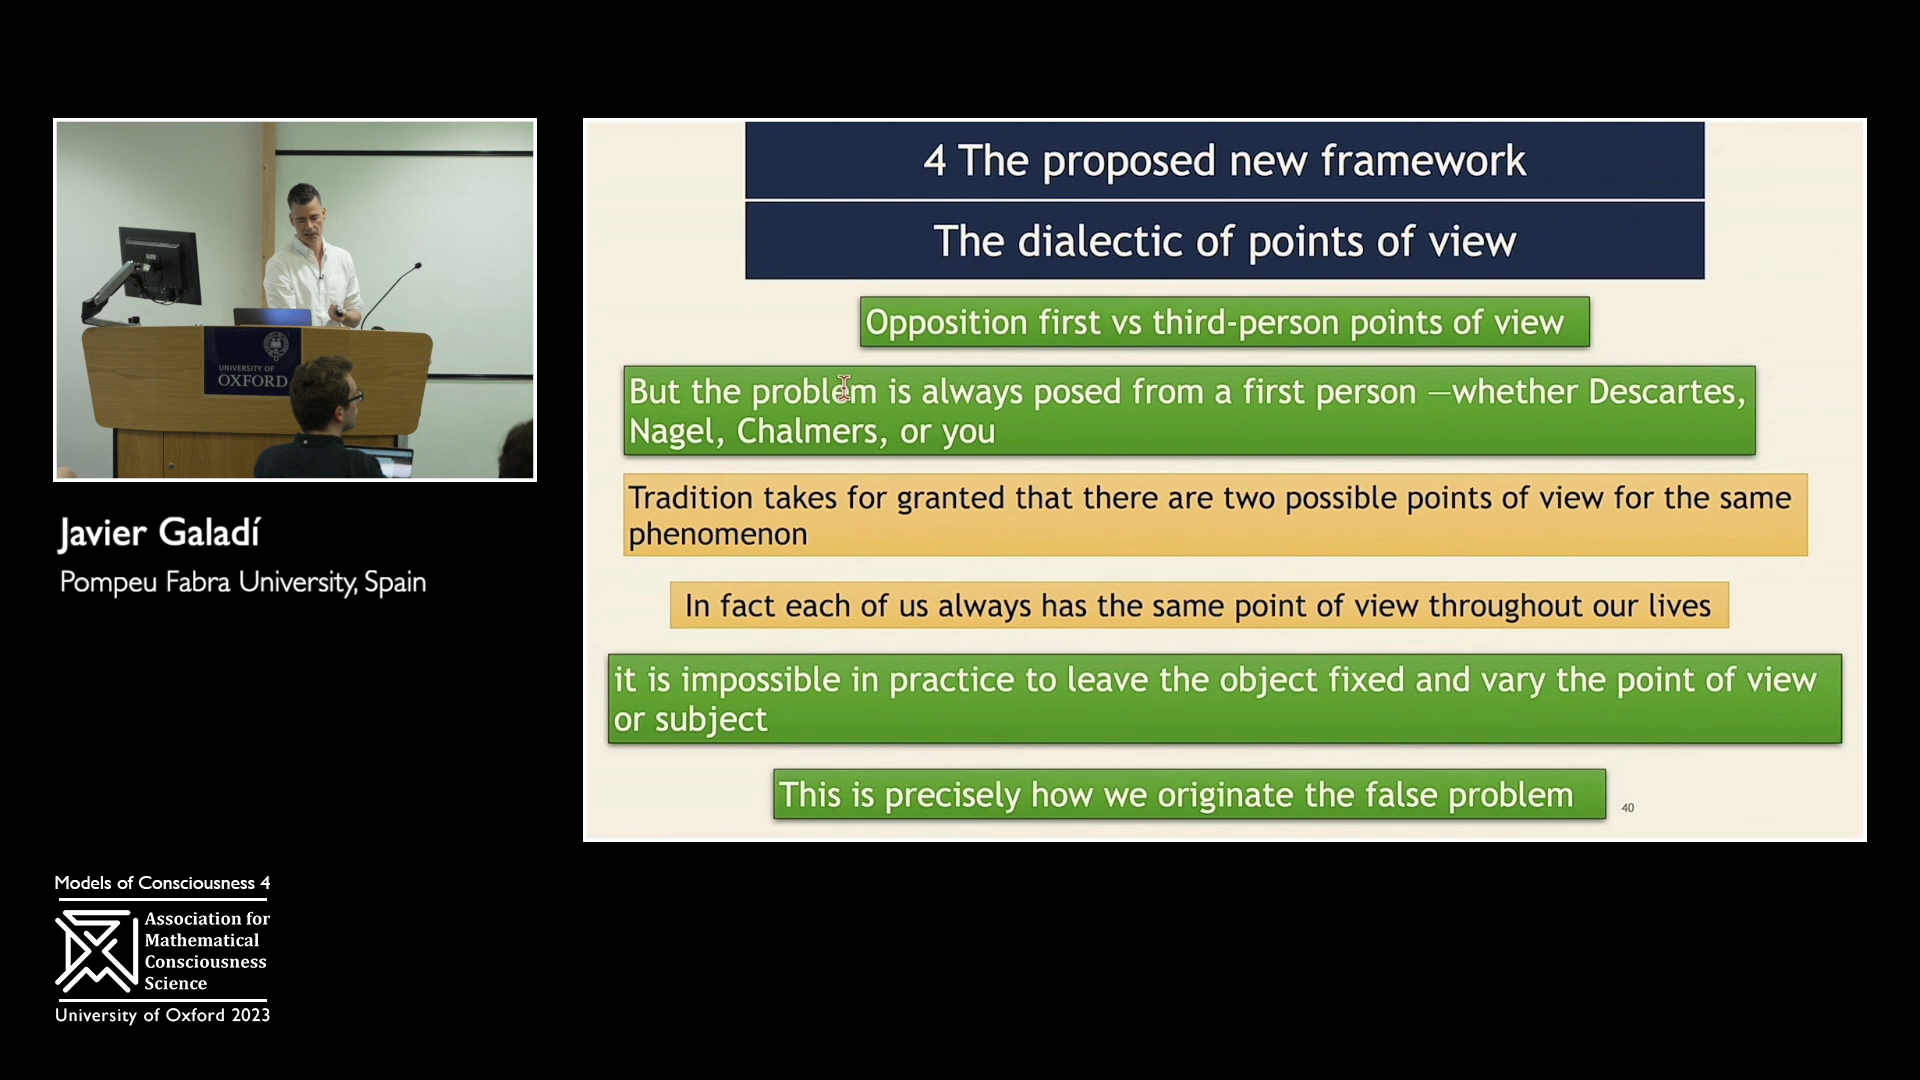 4 The proposed new framework
The dialectic of points of view
Opposition first vs third-person points of view
But the problem is always posed from a first person —whether Descartes,
Nagel, Chalmers, or you
Tradition takes for granted that there are two possible points of view for the same
phenomenon
In fact each of us always has the same point of view throughout our lives
it is impossible in practice to leave the object fixed and vary the point of view
or subject
This is precisely how we originate the false problem
40
UNIVERSITY OF
OXFORD
Javier Galadí
Pompeu Fabra University, Spain
Models of Consciousness 4
Association for
Mathematical
Consciousness
Science
University of Oxford 2023